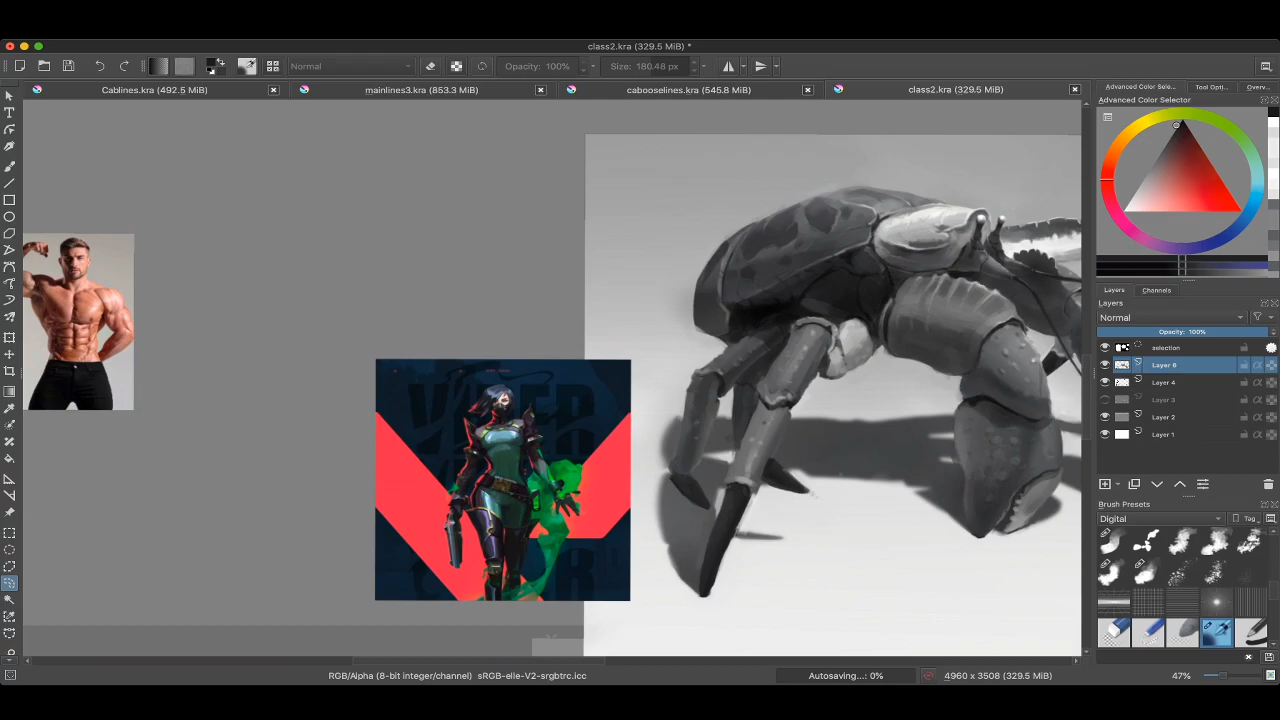 class2.kra (329.5 MiB) *
Normal
Opacity: 100%
Size: 180.48 px
Cablines.kra (492.5 MiB)
mainlines3.kra (853.3 MiB)
cabooselines.kra (545.8 MiB)
class2.kra (329.5 MiB)
Advanced Color Sele...
Tool Opti...
Overv...
Advanced Color Selector
Layers
Channels
Layers
Normal
Opacity: 100%
selection
Layer 6
Layer 4
Layer 3
Layer 2
Layer 1
Brush Presets
Digital
Tag
RGB/Alpha (8-bit integer/channel) sRGB-elle-V2-srgbtrc.icc
Autosaving...: 0%
4960 x 3508 (329.5 MiB)
47%